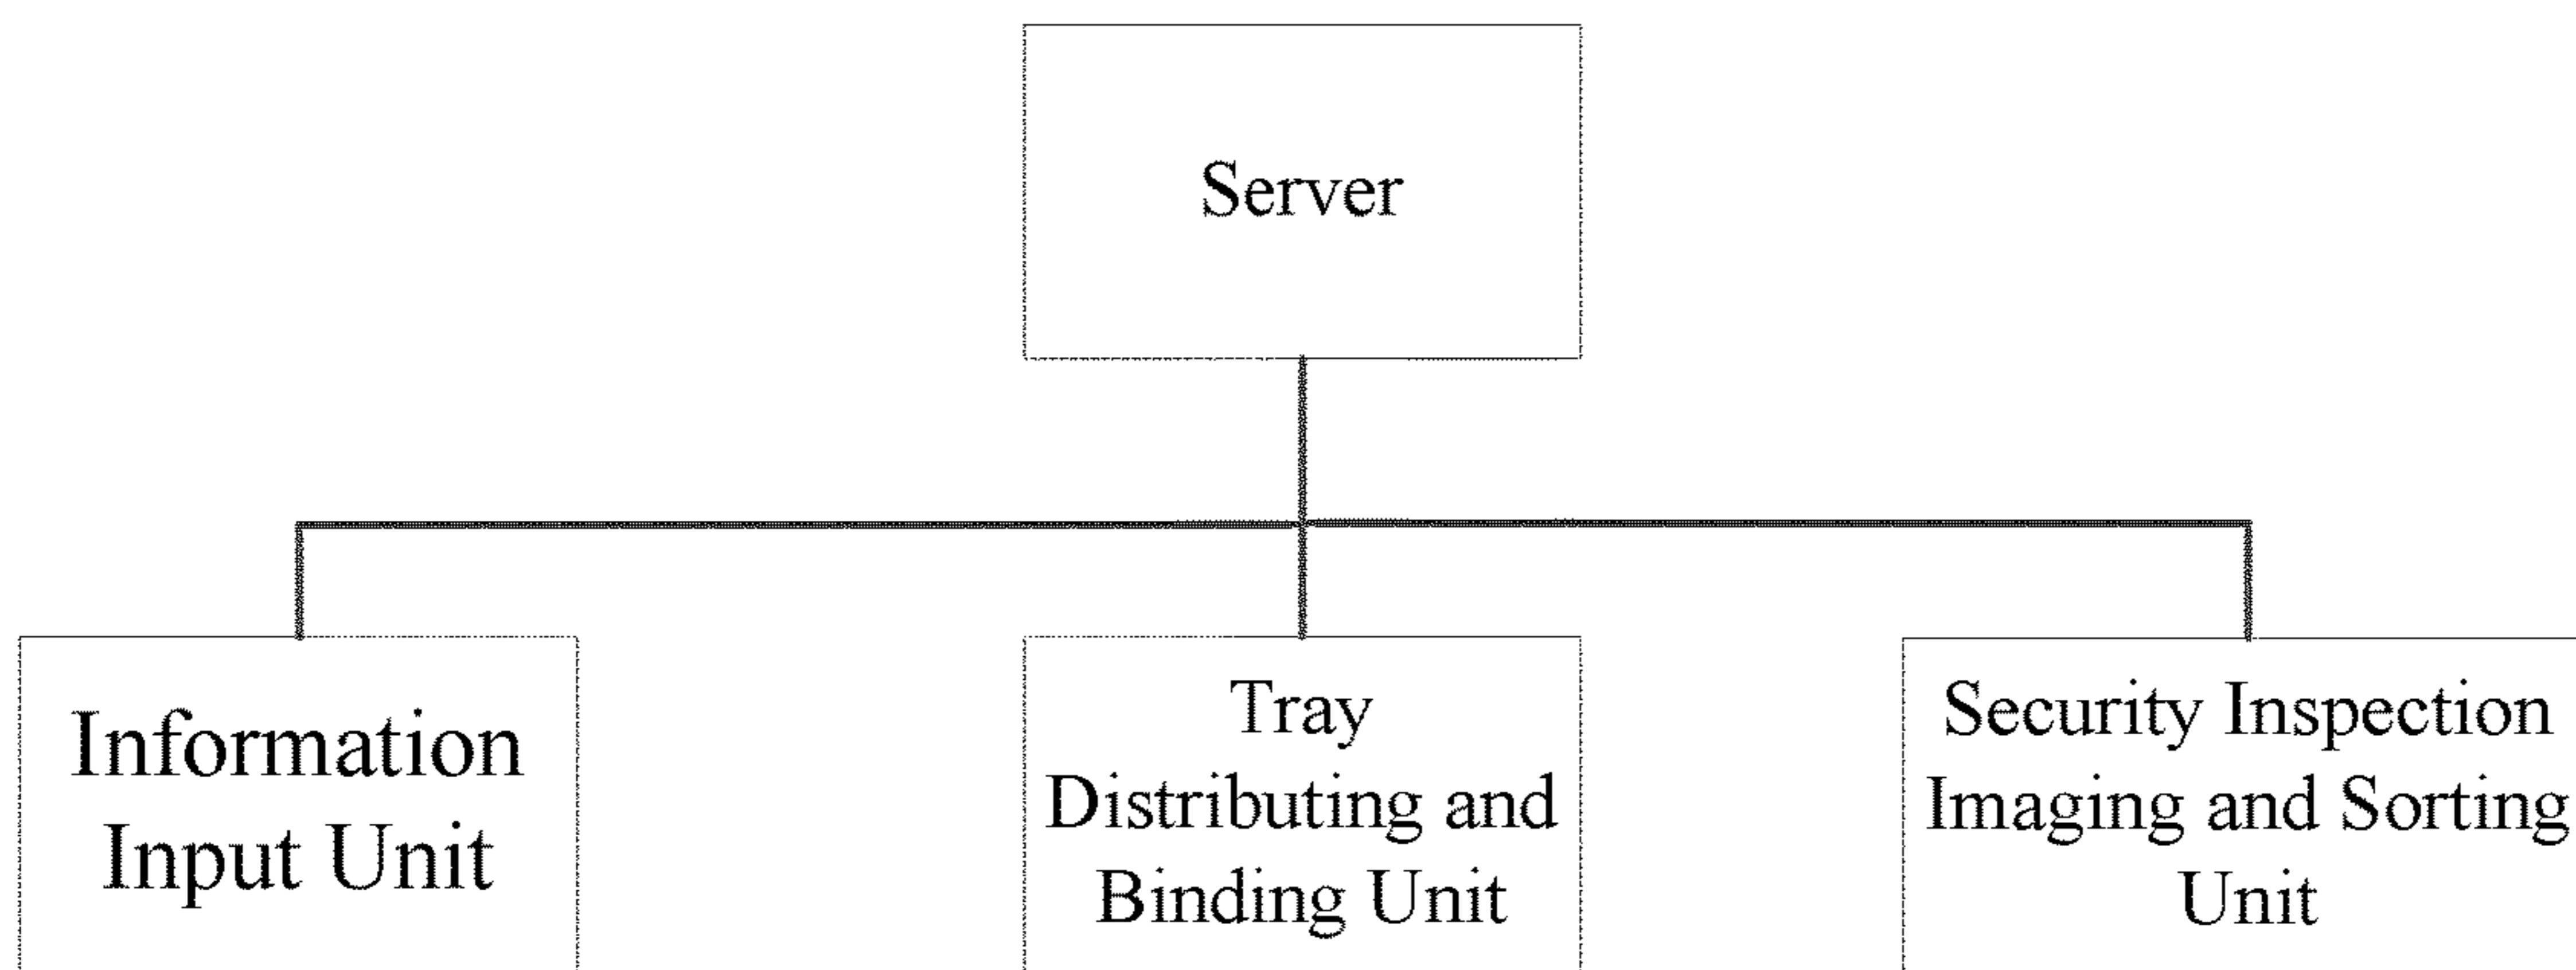 Server
Information
Input Unit
Tray
Distributing and
Binding Unit
Security Inspection
Imaging and Sorting
Unit